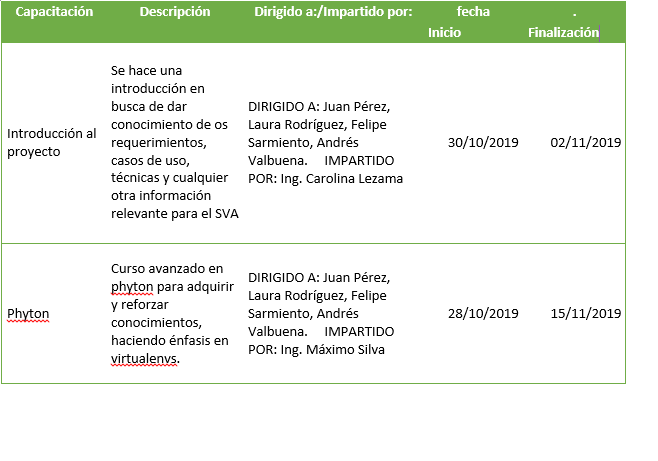 Capacitación Descripción Dirigido a:/Impartido por: fecha .
Inicio Finalización
Introducción al
proyecto
Se hace una
introducción en
busca de dar
conocimiento de os
requerimientos,
casos de uso,
técnicas y cualquier
otra información
relevante para el SVA
DIRIGIDO A: Juan Pérez,
Laura Rodríguez, Felipe
Sarmiento, Andrés
Valbuena. IMPARTIDO
POR: Ing. Carolina Lezama
30/10/2019
02/11/2019
Phyton
Curso avanzado en
phyton para adquirir
y reforzar
conocimientos,
haciendo énfasis en
virtualenvs.
DIRIGIDO A: Juan Pérez,
Laura Rodríguez, Felipe
Sarmiento, Andrés
Valbuena. IMPARTIDO
POR: Ing. Máximo Silva
28/10/2019
15/11/2019